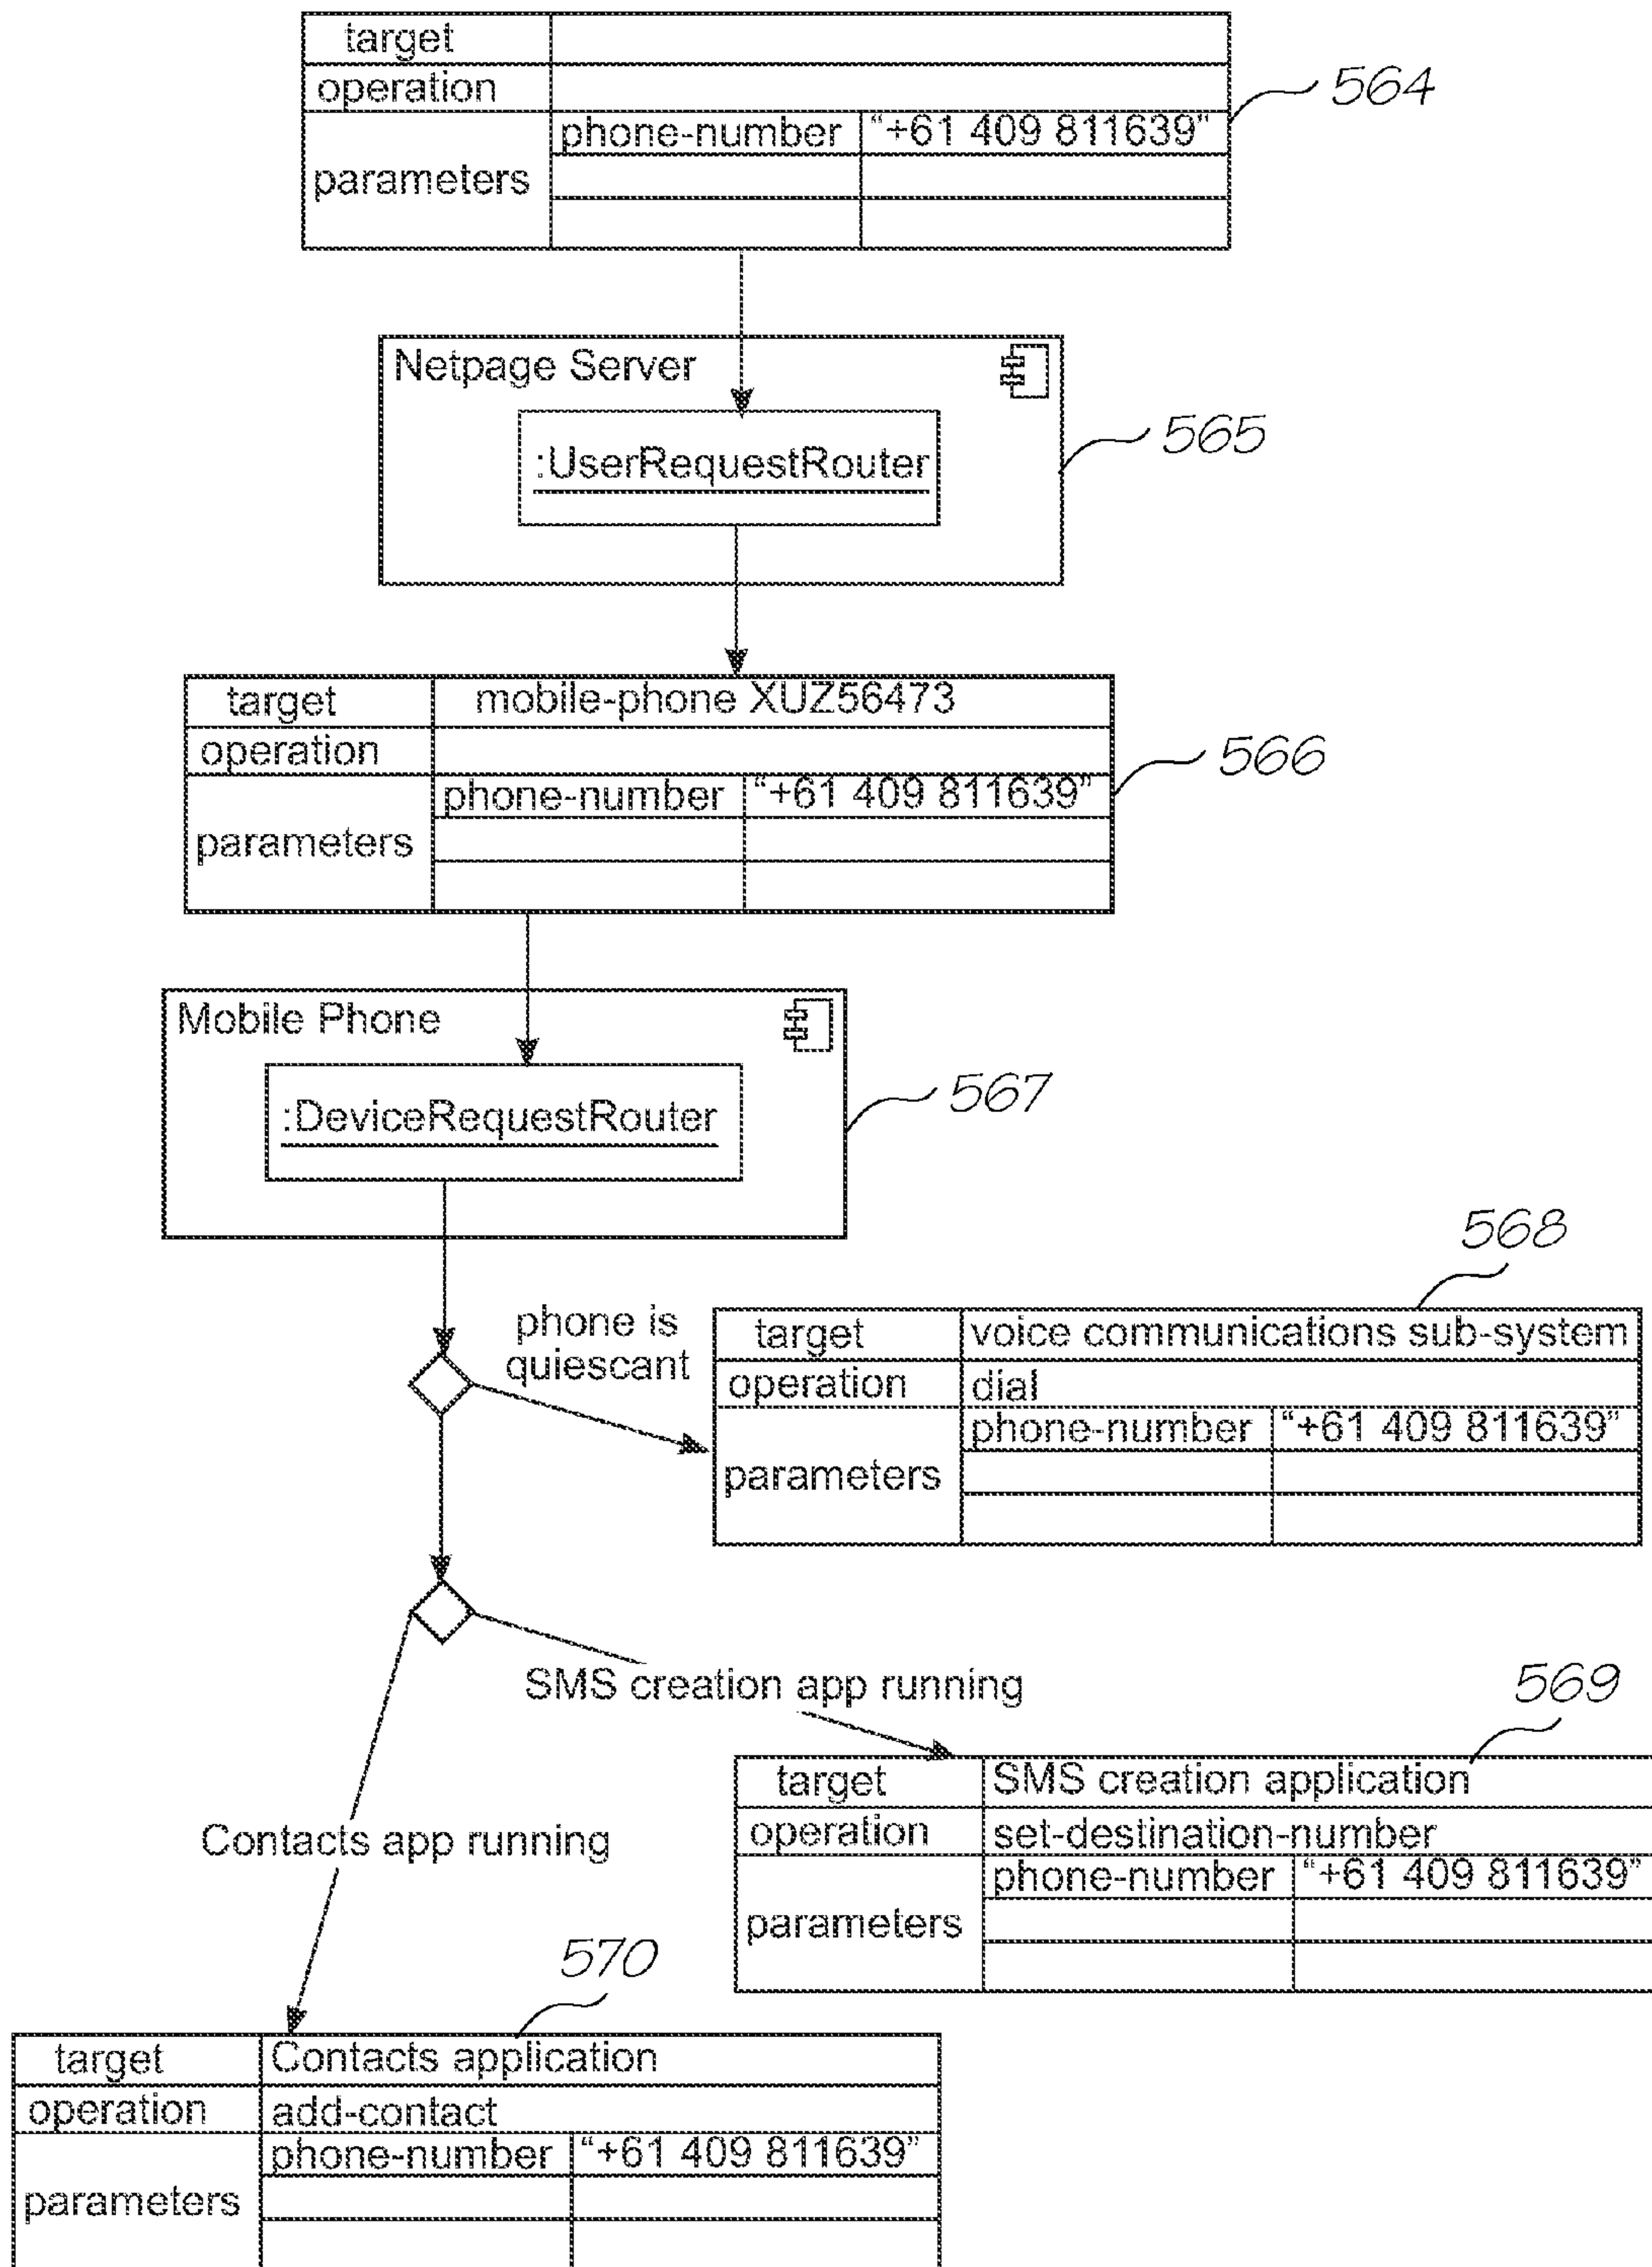 target
operation
parameters
phone-number "+61 409 811639"
564
Netpage Server
:UserRequestRouter
565
target mobile-phone XUZ56473
operation
parameters
phone-number "+61 409 811639"
566
Mobile Phone
:DeviceRequestRouter
567
phone is
quiescant
568
target voice communications sub-system
operation dial
parameters
phone-number "+61 409 811639"
SMS creation app running
569
target SMS creation application
operation set-destination-number
parameters
phone-number "+61 409 811639"
Contacts app running
570
target Contacts application
operation add-contact
parameters
phone-number "+61 409 811639"